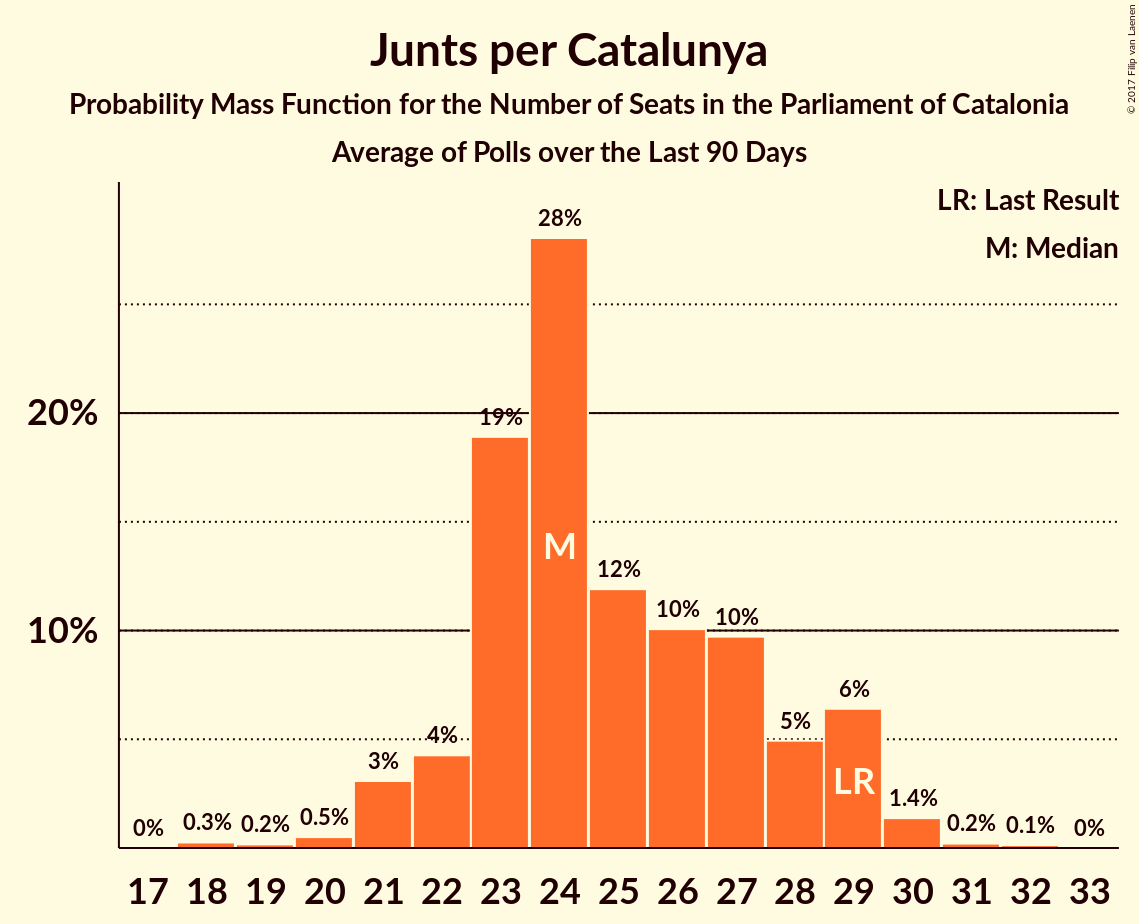 Junts per Catalunya
Probability Mass Function for the Number of Seats in the Parliament of Catalonia
Average of Polls over the Last 90 Days
© 2017 Filip van Laenen
LR: Last Result
M: Median
28%
20%
19%
M
12%
10%
10%
10%
6%
5%
4%
3%
LR
1.4%
0%
0.3%
0.2%
0.5%
0.2%
0.1%
0%
17 18 19 20 21 22 23 24 25 26 27 28 29 30 31 32 33